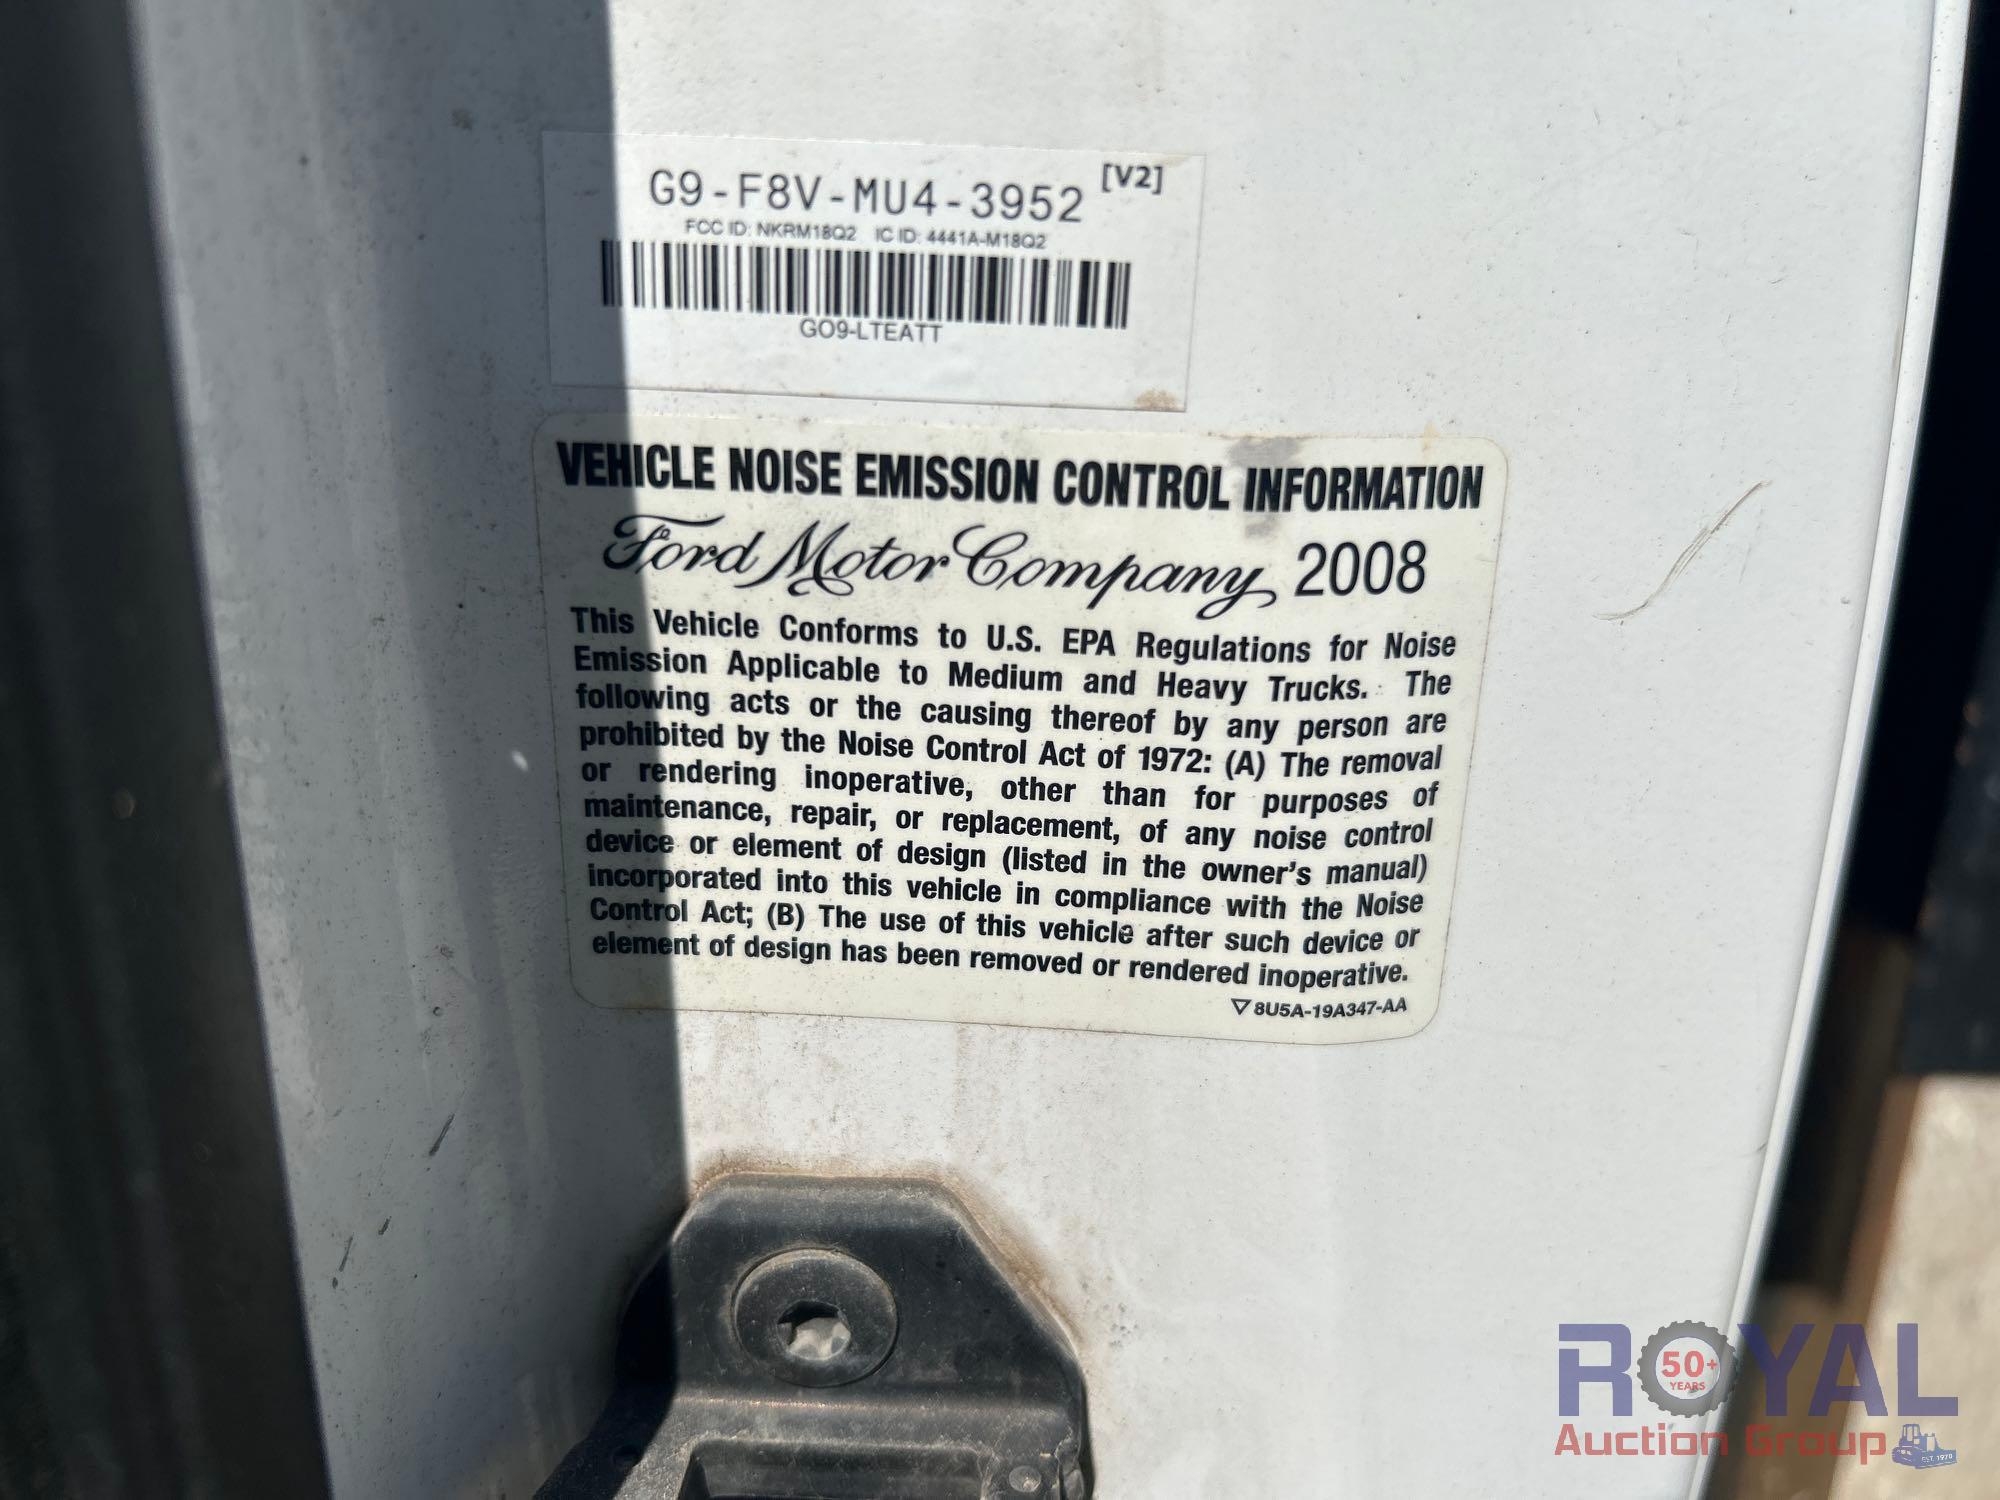 G9-F8V-MU4-3952 [V2]
FCC ID: NKRM18Q2 IC ID: 4441A-M18Q2
GO9-LTEATT
VEHICLE NOISE EMISSION CONTROL INFORMATION
Ford Motor Company 2008
This Vehicle Conforms to U.S. EPA Regulations for Noise
Emission Applicable to Medium and Heavy Trucks. The
following acts or the causing thereof by any person are
prohibited by the Noise Control Act of 1972: (A) The removal
or rendering inoperative, other than for purposes of
maintenance, repair, or replacement, of any noise control
device or element of design (listed in the owner's manual)
incorporated into this vehicle in compliance with the Noise
Control Act; (B) The use of this vehicle after such device or
element of design has been removed or rendered inoperative.
▽ 8U5A-19A347-AA
ROYAL
50+
YEARS
Auction Group
EST. 1970